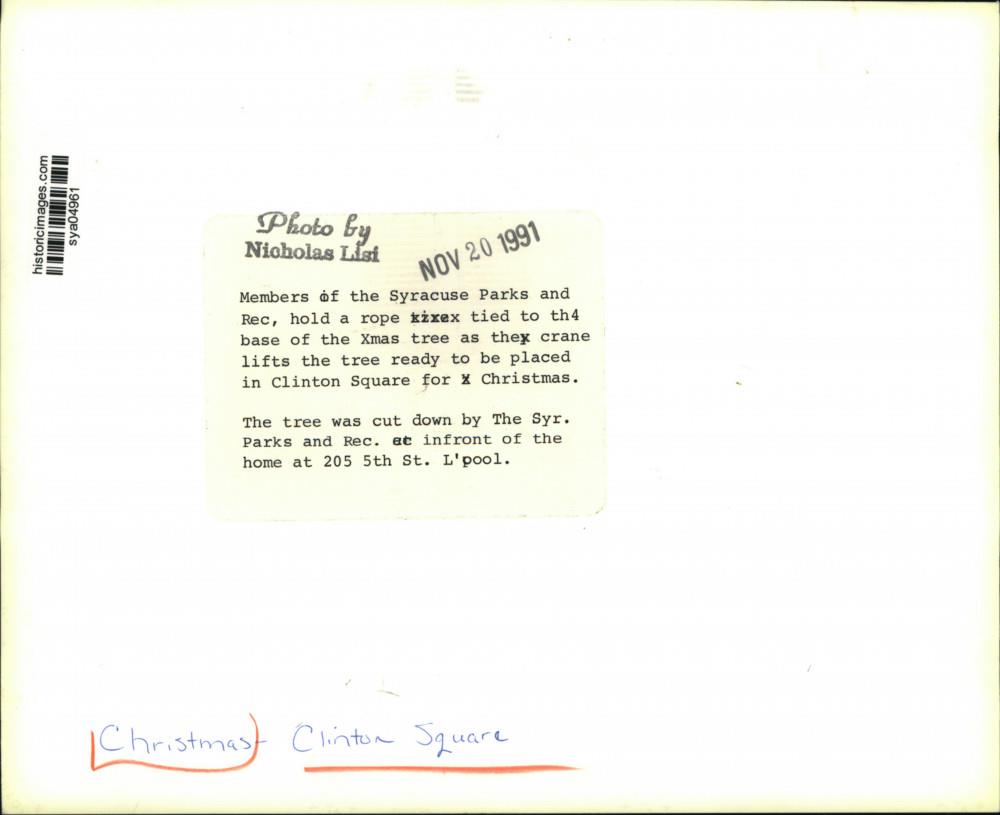 historicimages.com
sya04961
Photo by
Nicholas Lisi
NOV 20 1991
Members of the Syracuse Parks and
Rec, hold a rope tied to th4
base of the Xmas tree as the crane
lifts the tree ready to be placed
in Clinton Square for Christmas.
The tree was cut down by The Syr.
Parks and Rec. infront of the
home at 205 5th St. L'pool.
Christmas - Clinton Square